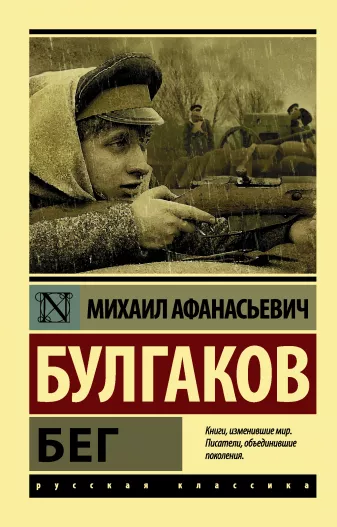 МИХАИЛ АФАНАСЬЕВИЧ
БУЛГАКОВ
БЕГ
Книги, изменившие мир.
Писатели, объединившие
поколения.
русская классика